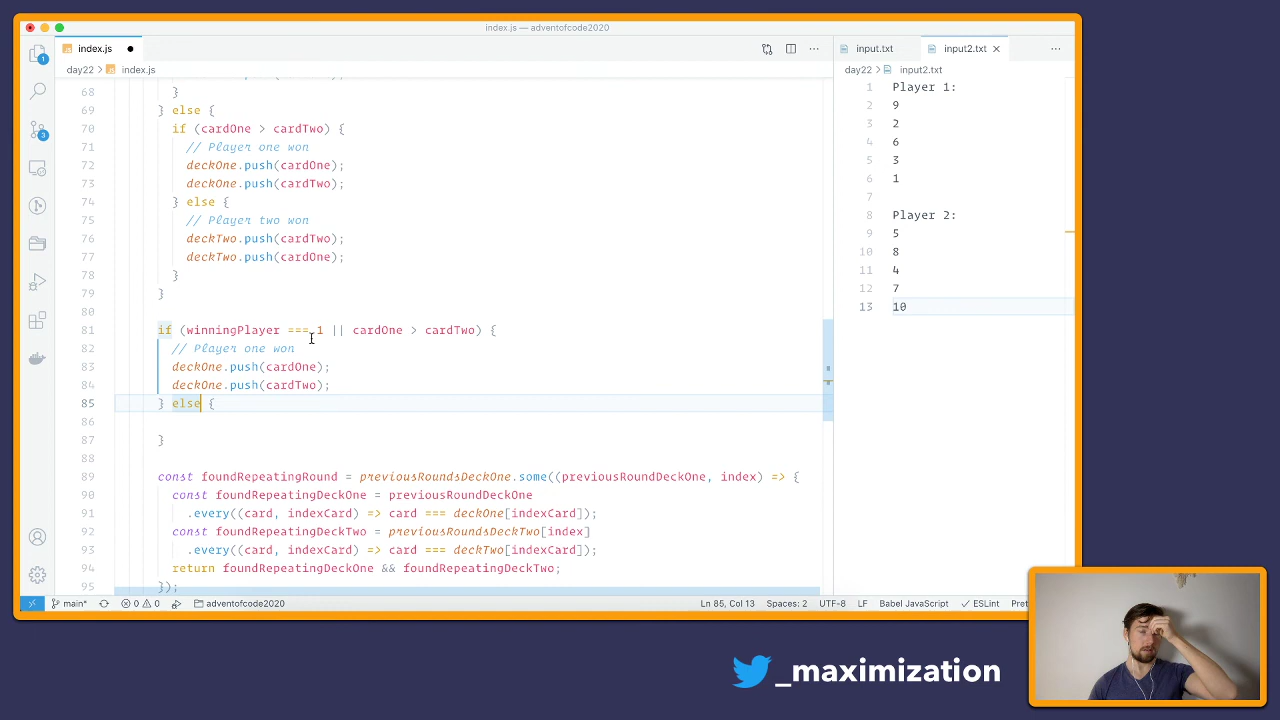 index.js — adventofcode2020
index.js
input.txt
input2.txt
day22 > index.js
day22 > input2.txt
68 }
69 } else {
70 if (cardOne > cardTwo) {
71 // Player one won
72 deckOne.push(cardOne);
73 deckOne.push(cardTwo);
74 } else {
75 // Player two won
76 deckTwo.push(cardTwo);
77 deckTwo.push(cardOne);
78 }
79 }
80
81 if (winningPlayer === 1 || cardOne > cardTwo) {
82 // Player one won
83 deckOne.push(cardOne);
84 deckOne.push(cardTwo);
85 } else {
86
87 }
88
89 const foundRepeatingRound = previousRoundsDeckOne.some((previousRoundDeckOne, index) => {
90 const foundRepeatingDeckOne = previousRoundDeckOne
91 .every((card, indexCard) => card === deckOne[indexCard]);
92 const foundRepeatingDeckTwo = previousRoundsDeckTwo[index]
93 .every((card, indexCard) => card === deckTwo[indexCard]);
94 return foundRepeatingDeckOne && foundRepeatingDeckTwo;
95 });
1 Player 1:
2 9
3 2
4 6
5 3
6 1
7
8 Player 2:
9 5
10 8
11 4
12 7
13 10
1
3
main*
0 0
adventofcode2020
Ln 85, Col 13
Spaces: 2
UTF-8
LF
Babel JavaScript
ESLint
_maximization